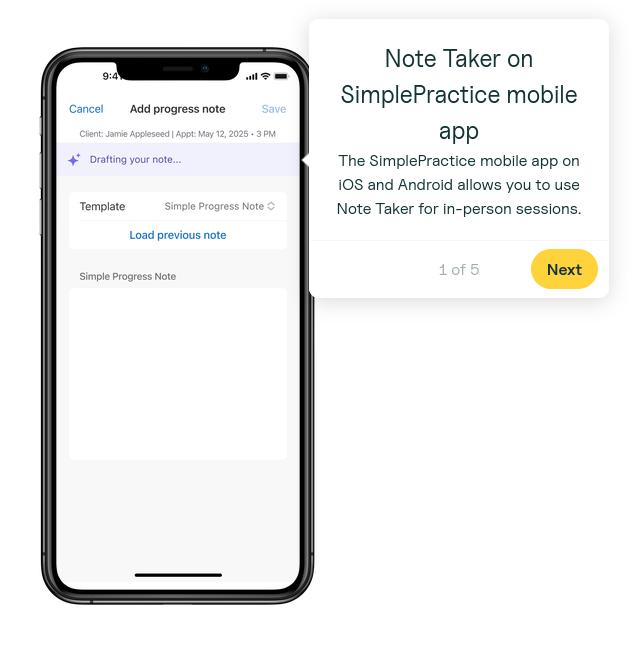 9:41
Cancel Add progress note Save
Client: Jamie Appleseed | Appt: May 12, 2025 • 3 PM
Drafting your note...
Template Simple Progress Note
Load previous note
Simple Progress Note
Note Taker on
SimplePractice mobile
app
The SimplePractice mobile app on
iOS and Android allows you to use
Note Taker for in-person sessions.
1 of 5 Next